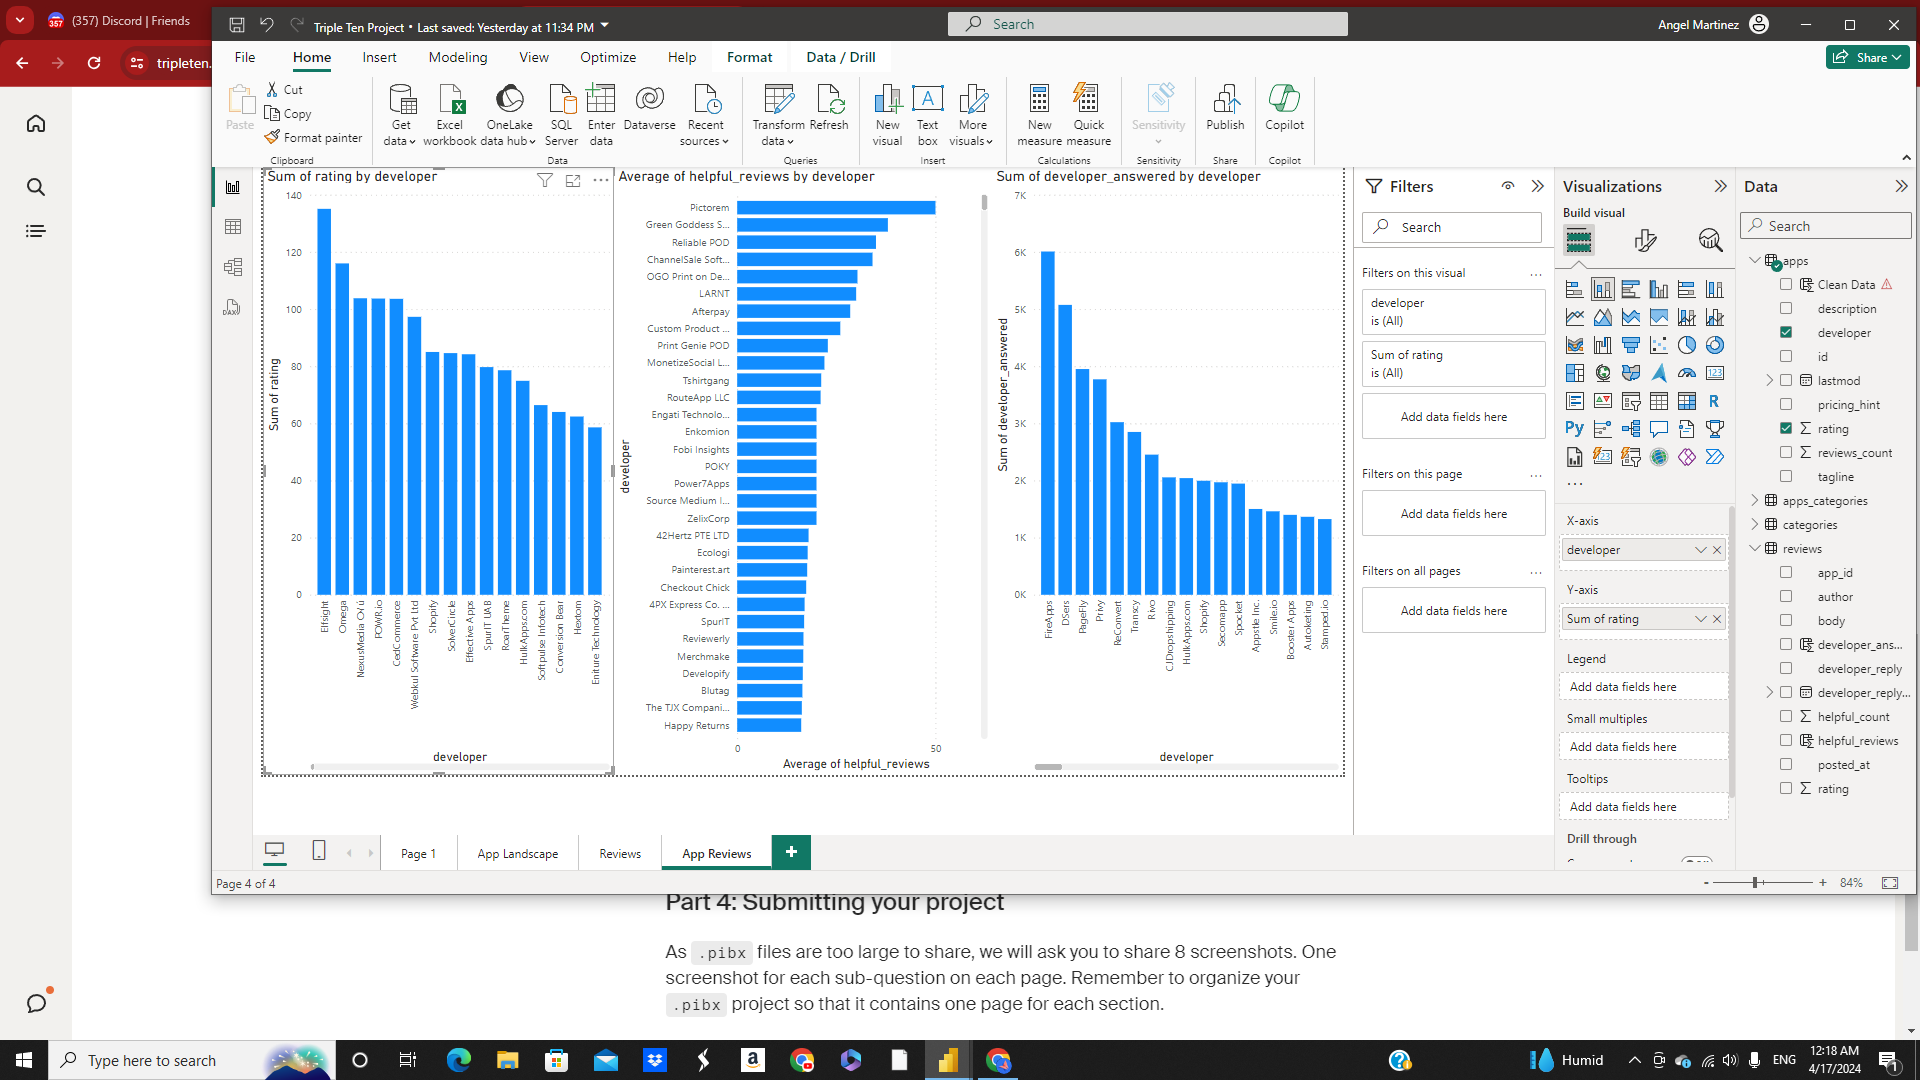 (357) Discord | Friends
Triple Ten Project • Last saved: Yesterday at 11:34 PM
Search
Angel Martinez
tripleten.
File
Home
Insert
Modeling
View
Optimize
Help
Format
Data / Drill
Share
Paste
Cut
Copy
Format painter
Clipboard
Get data
Excel workbook
OneLake data hub
SQL Server
Enter data
Dataverse
Recent sources
Data
Transform data
Refresh
Queries
New visual
Text box
More visuals
Insert
New measure
Quick measure
Calculations
Sensitivity
Sensitivity
Publish
Share
Copilot
Copilot
Sum of rating by developer
140
120
100
80
60
40
20
0
Sum of rating
Elfsight
Omega
NexusMedia OÜ
POWR.io
CedCommerce
Webkul Software Pvt Ltd
Shopify
SolverCircle
Effective Apps
SpurIT UAB
RoarTheme
HulkApps.com
Softpulse Infotech
Conversion Bear
Hextom
Eniture Technology
developer
Average of helpful_reviews by developer
developer
Pictorem
Green Goddess S...
Reliable POD
ChannelSale Soft...
OGO Print on De...
LARNT
Afterpay
Custom Product ...
Print Genie POD
MonetizeSocial L...
Tshirtgang
RouteApp LLC
Engati Technolo...
Enkomion
Fobi Insights
POKY
Power7Apps
Source Medium I...
ZelixCorp
42Hertz PTE LTD
Ecologi
Painterest.art
Checkout Chick
4PX Express Co. ...
SpurIT
Reviewerly
Merchmake
Developify
Blutag
The TJX Compani...
Happy Returns
0
50
Average of helpful_reviews
Sum of developer_answered by developer
7K
6K
5K
4K
3K
2K
1K
0K
Sum of developer_answered
FireApps
DSers
PageFly
Privy
ReConvert
Transcy
Rivo
CJDropshipping
HulkApps.com
Shopify
Secomapp
Spocket
Appstle Inc.
Smile.io
Booster Apps
Autoketing
Stamped.io
developer
Filters
Search
Filters on this visual
developer
is (All)
Sum of rating
is (All)
Add data fields here
Filters on this page
Add data fields here
Filters on all pages
Add data fields here
Visualizations
Build visual
X-axis
developer
Y-axis
Sum of rating
Legend
Add data fields here
Small multiples
Add data fields here
Tooltips
Add data fields here
Drill through
Data
Search
apps
Clean Data
description
developer
id
lastmod
pricing_hint
rating
reviews_count
tagline
apps_categories
categories
reviews
app_id
author
body
developer_ans...
developer_reply
developer_reply...
helpful_count
helpful_reviews
posted_at
rating
Page 1
App Landscape
Reviews
App Reviews
Page 4 of 4
84%
Part 4: Submitting your project
As .pibx files are too large to share, we will ask you to share 8 screenshots. One
screenshot for each sub-question on each page. Remember to organize your
.pibx project so that it contains one page for each section.
Type here to search
Humid
ENG
12:18 AM
4/17/2024
1